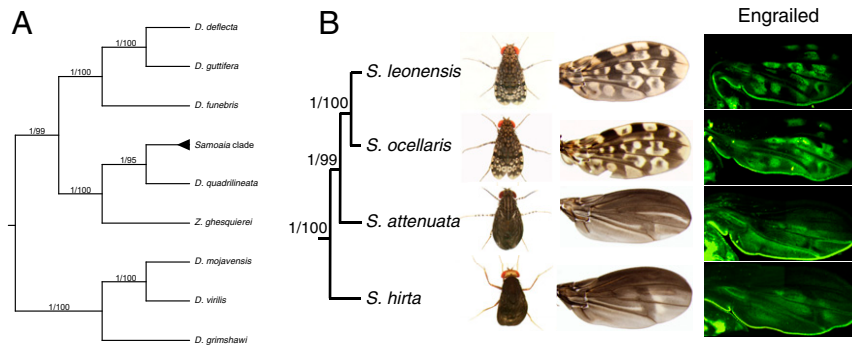 A
1/100
1/100
1/99
1/95
1/100
1/100
1/100
D. deflecta
D. guttifera
D. funebris
Samoaia clade
D. quadrilineata
Z. ghesquierei
D. mojavensis
D. virilis
D. grimshawi
B
1/100
1/99
1/100
S. leonensis
S. ocellaris
S. attenuata
S. hirta
Engrailed